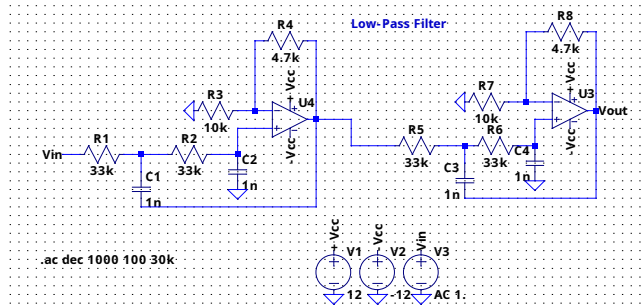 Low-Pass Filter
R4
4.7k
R8
4.7k
+Vcc
+Vcc
R3
10k
U4
R7
10k
U3
Vout
-Vcc
-Vcc
Vin
R1
33k
R2
33k
C2
1n
C1
1n
R5
33k
R6
33k
C4
1n
C3
1n
.ac dec 1000 100 30k
+Vcc
V1
12
-Vcc
V2
-12
Vin
V3
AC 1.